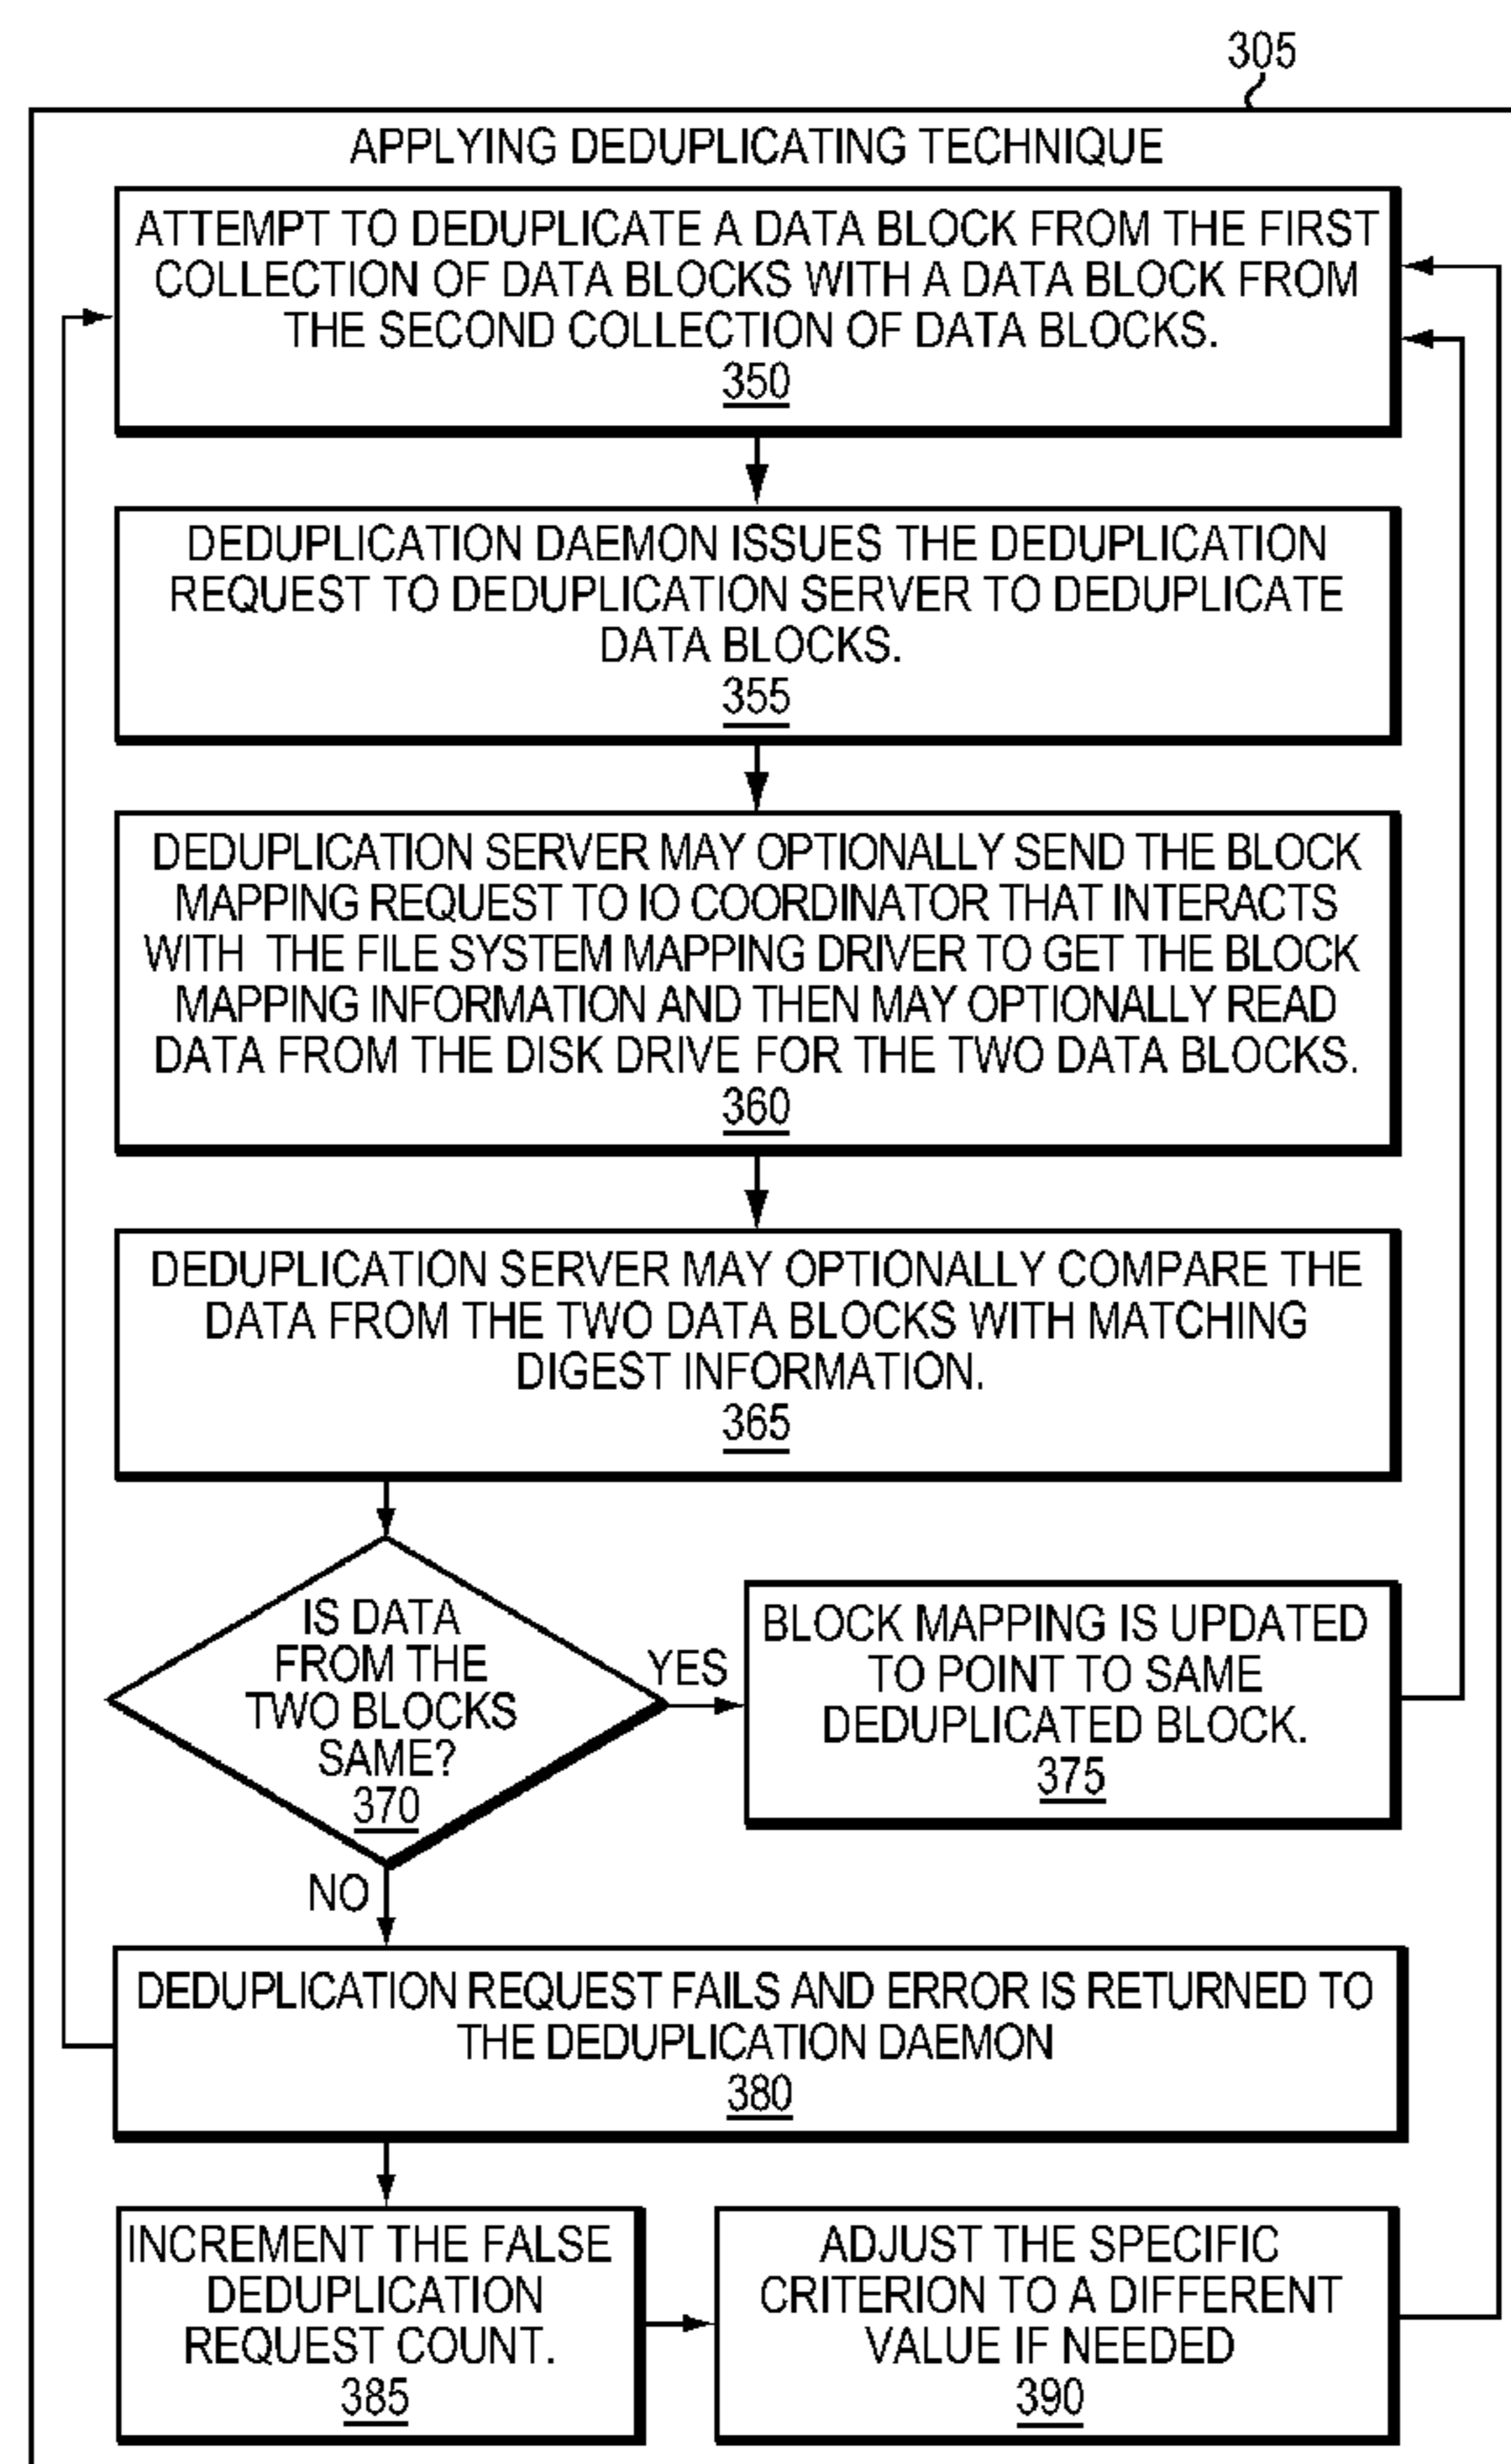 305
APPLYING DEDUPLICATING TECHNIQUE
ATTEMPT TO DEDUPLICATE A DATA BLOCK FROM THE FIRST
COLLECTION OF DATA BLOCKS WITH A DATA BLOCK FROM
THE SECOND COLLECTION OF DATA BLOCKS.
350
DEDUPLICATION DAEMON ISSUES THE DEDUPLICATION
REQUEST TO DEDUPLICATION SERVER TO DEDUPLICATE
DATA BLOCKS.
355
DEDUPLICATION SERVER MAY OPTIONALLY SEND THE BLOCK
MAPPING REQUEST TO IO COORDINATOR THAT INTERACTS
WITH THE FILE SYSTEM MAPPING DRIVER TO GET THE BLOCK
MAPPING INFORMATION AND THEN MAY OPTIONALLY READ
DATA FROM THE DISK DRIVE FOR THE TWO DATA BLOCKS.
360
DEDUPLICATION SERVER MAY OPTIONALLY COMPARE THE
DATA FROM THE TWO DATA BLOCKS WITH MATCHING
DIGEST INFORMATION.
365
IS DATA
FROM THE
TWO BLOCKS
SAME?
370
YES
BLOCK MAPPING IS UPDATED
TO POINT TO SAME
DEDUPLICATED BLOCK.
375
NO
DEDUPLICATION REQUEST FAILS AND ERROR IS RETURNED TO
THE DEDUPLICATION DAEMON
380
INCREMENT THE FALSE
DEDUPLICATION
REQUEST COUNT.
385
ADJUST THE SPECIFIC
CRITERION TO A DIFFERENT
VALUE IF NEEDED
390